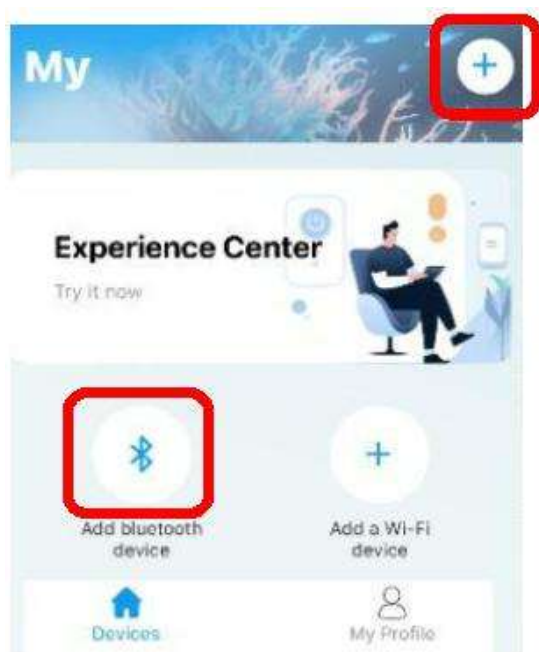 My
Experience Center
Try it now
Add bluetooth
device
Add a Wi-Fi
device
Devices
My Profile